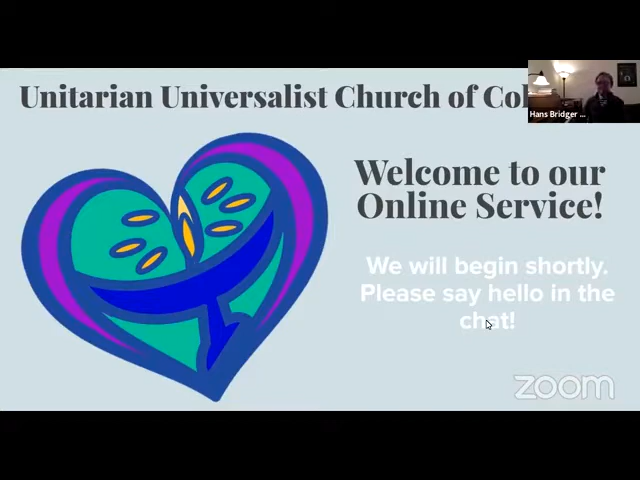 Unitarian Universalist Church of
Hans Bridger ...
Welcome to our
Online Service!
We will begin shortly.
Please say hello in the
chat!
zoom